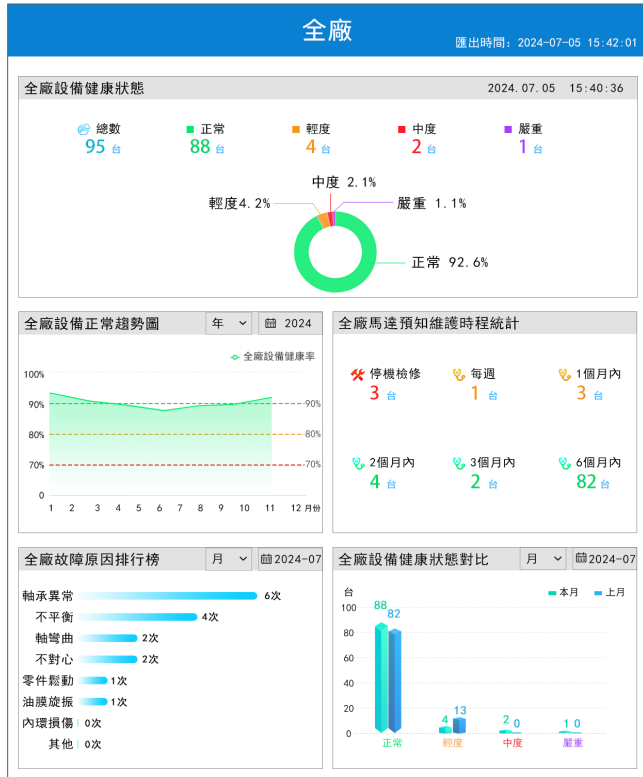 全廠
匯出時間: 2024-07-05 15:42:01
全廠設備健康狀態 2024.07.05 15:40:36
總數 正常 輕度 中度 嚴重
95 台 88 台 4 台 2 台 1 台
中度 2.1%
輕度4.2% 嚴重 1.1%
正常 92.6%
全廠設備正常趨勢圖 年 2024
全廠設備健康率
100%
90% 90%
80% 80%
70% 70%
0
1 2 3 4 5 6 7 8 9 10 11 12 月份
全廠馬達預知維護時程統計
停機檢修 每週 1個月內
3 台 1 台 3 台
2個月內 3個月內 6個月內
4 台 2 台 82 台
全廠故障原因排行榜 月 2024-07
軸承異常 6次
不平衡 4次
軸彎曲 2次
不對心 2次
零件鬆動 1次
油膜旋振 1次
內環損傷 0次
其他 0次
全廠設備健康狀態對比 月 2024-07
台 本月 上月
100
80
60
40
20
0
88 82
4 13
2 0
1 0
正常 輕度 中度 嚴重